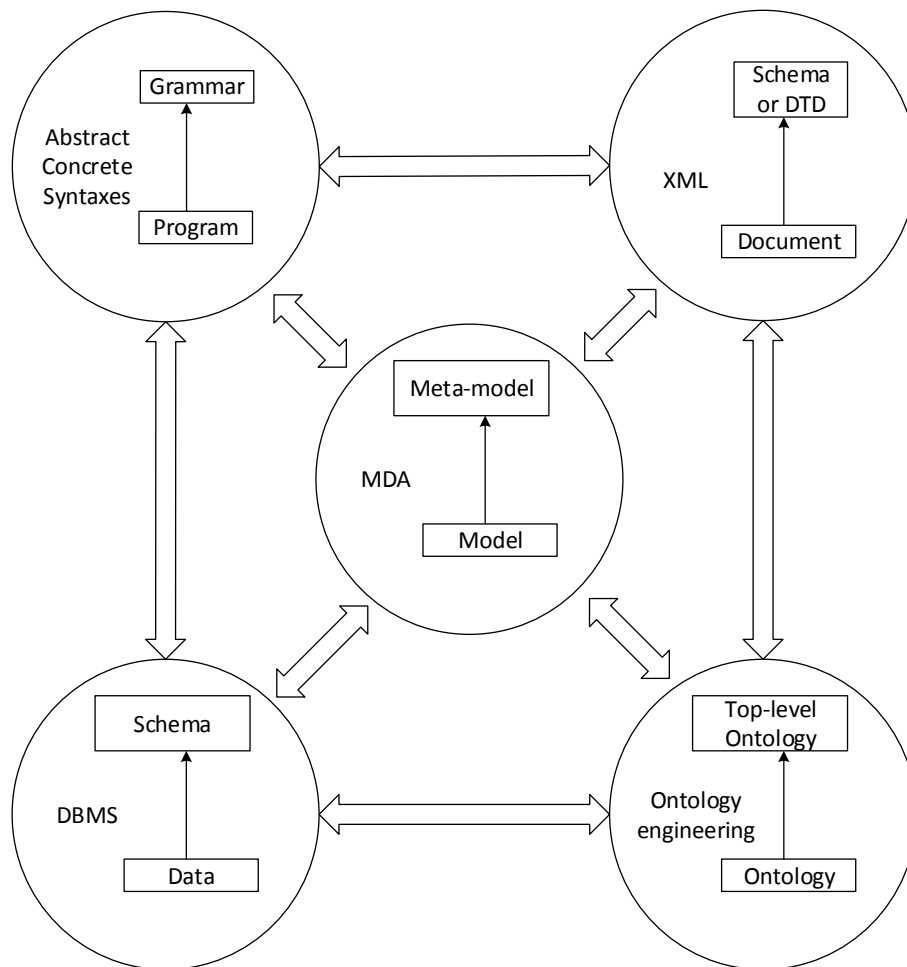 Grammar
Abstract
Concrete
Syntaxes
Program
Schema
or DTD
XML
Document
Meta-model
MDA
Model
Schema
DBMS
Data
Top-level
Ontology
Ontology
engineering
Ontology